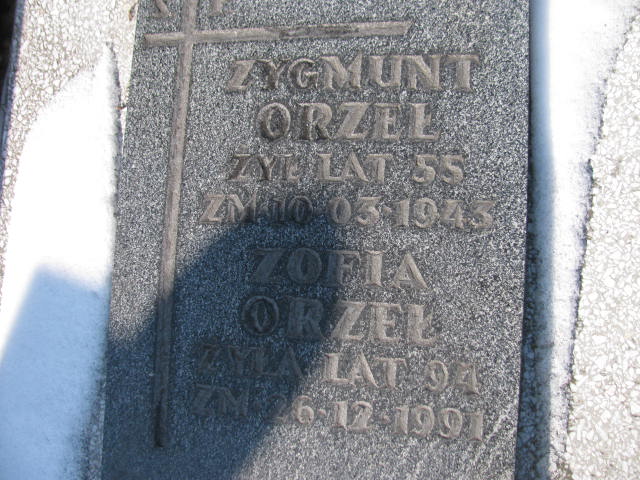 ZYGMUNT
ORZEŁ
ŻYŁ LAT 55
ZM·10·03·1943
ZOFIA
ORZEŁ
ŻYŁA LAT 94
ZM·26·12·1991